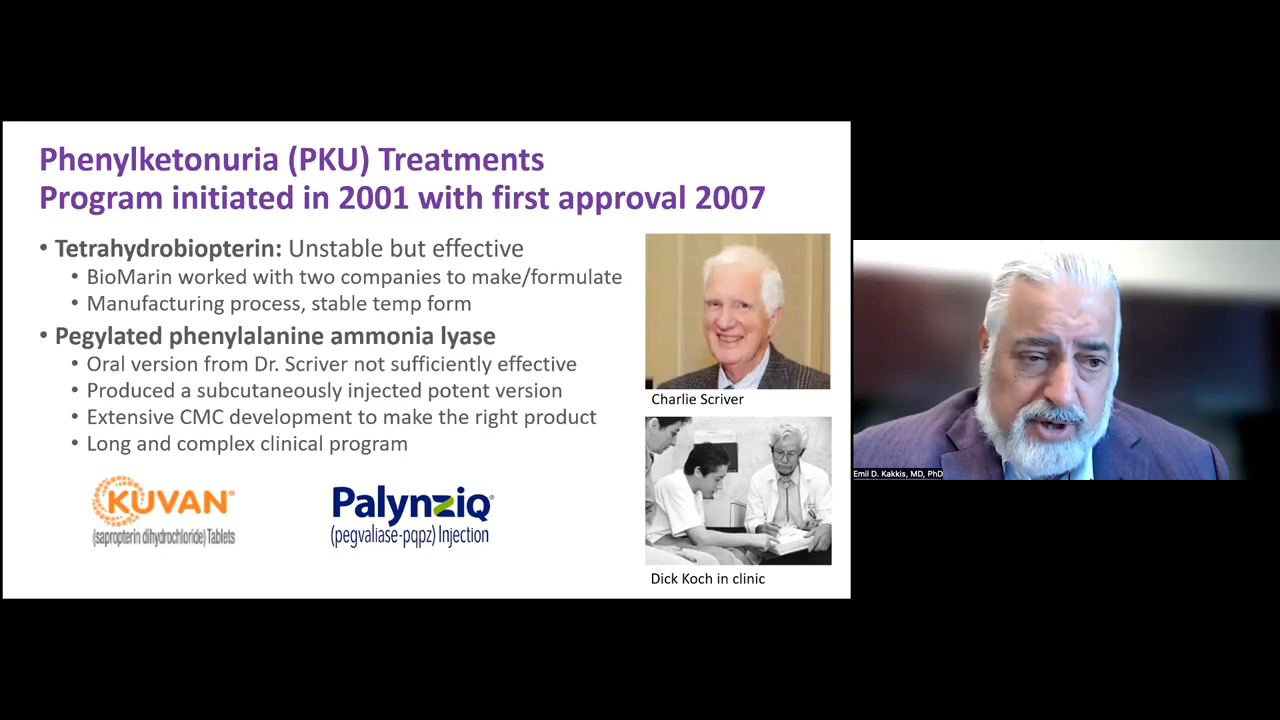 Phenylketonuria (PKU) Treatments
Program initiated in 2001 with first approval 2007
• Tetrahydrobiopterin: Unstable but effective
• BioMarin worked with two companies to make/formulate
• Manufacturing process, stable temp form
• Pegylated phenylalanine ammonia lyase
• Oral version from Dr. Scriver not sufficiently effective
• Produced a subcutaneously injected potent version
• Extensive CMC development to make the right product
• Long and complex clinical program
KUVAN®
(sapropterin dihydrochloride) Tablets
Palynziq®
(pegvaliase-pqpz) Injection
Charlie Scriver
Dick Koch in clinic
Emil D. Kakkis, MD, PhD